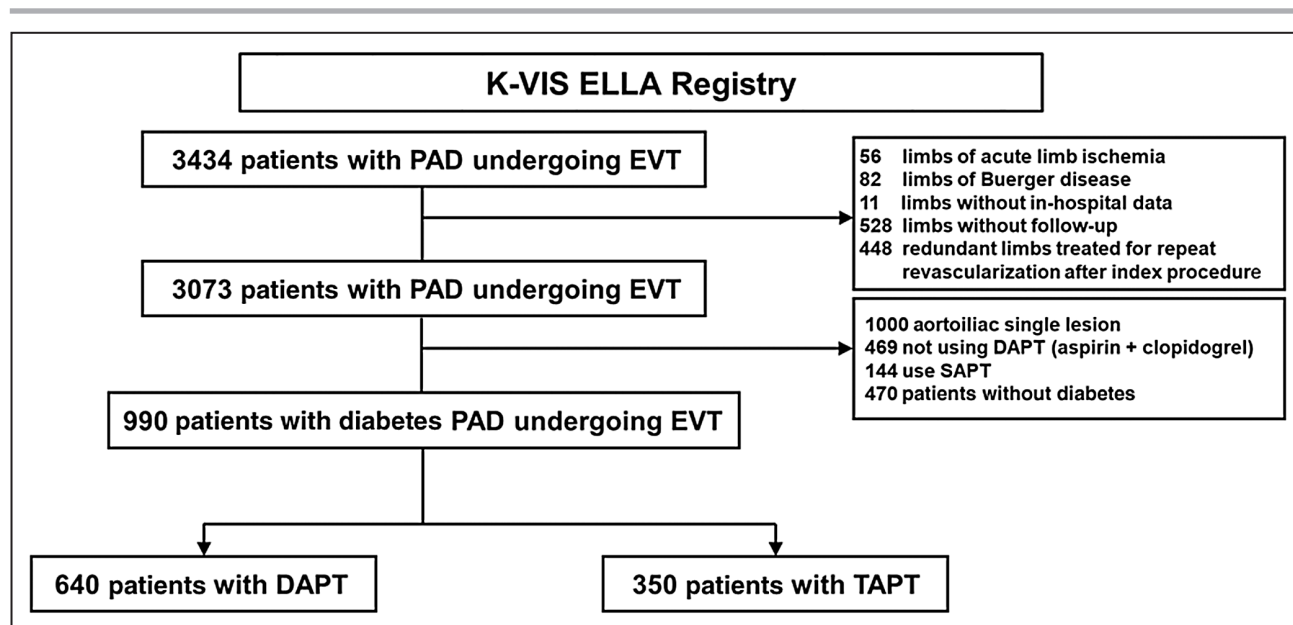 K-VIS ELLA Registry
3434 patients with PAD undergoing EVT
56 limbs of acute limb ischemia
82 limbs of Buerger disease
11 limbs without in-hospital data
528 limbs without follow-up
448 redundant limbs treated for repeat
revascularization after index procedure
3073 patients with PAD undergoing EVT
1000 aortoiliac single lesion
469 not using DAPT (aspirin + clopidogrel)
144 use SAPT
470 patients without diabetes
990 patients with diabetes PAD undergoing EVT
640 patients with DAPT
350 patients with TAPT